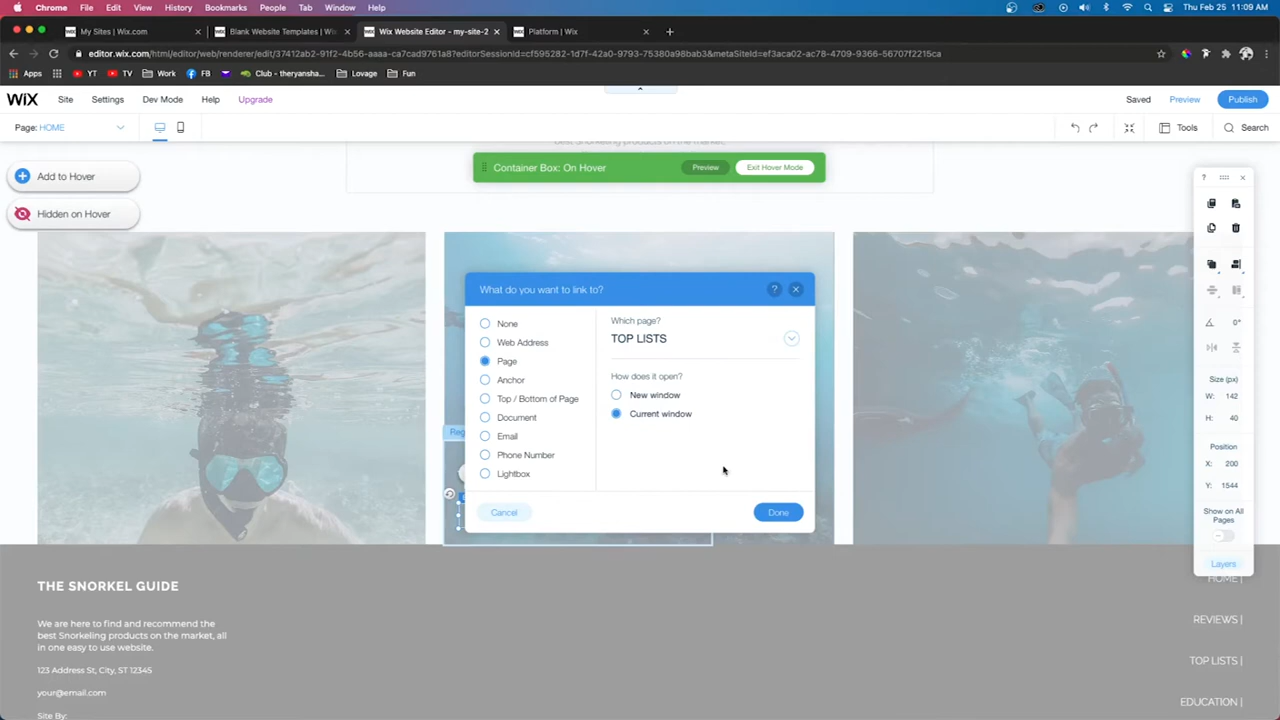 Chrome File Edit View History Bookmarks People Tab Window Help Thu Feb 25 11:09 AM
My Sites | Wix.com Blank Website Templates | Wix Wix Website Editor - my-site-2 Platform | Wix
editor.wix.com/html/editor/web/renderer/edit/37412ab2-91f2-4b56-aaaa-ca7cad9761a8?editorSessionId=cf595282-1d7f-42a0-9793-75380a98bab3&metaSiteId=ef3aca02-ac78-4709-9366-56707f2215ca
Apps YT TV Work FB Club - theryansha... Lovage Fun
WiX Site Settings Dev Mode Help Upgrade Saved Preview Publish
Page: HOME Tools Search
best Snorkeling products on the market.
Container Box: On Hover Preview Exit Hover Mode
Add to Hover
Hidden on Hover
What do you want to link to?
None
Web Address
Page
Anchor
Top / Bottom of Page
Document
Email
Phone Number
Lightbox
Which page?
TOP LISTS
How does it open?
New window
Current window
Cancel Done
0°
Size (px)
W: 142
H: 40
Position
X: 200
Y: 1544
Show on All
Pages
Layers
THE SNORKEL GUIDE
We are here to find and recommend the
best Snorkeling products on the market, all
in one easy to use website.
123 Address St, City, ST 12345
your@email.com
Site By:
HOME |
REVIEWS |
TOP LISTS |
EDUCATION |